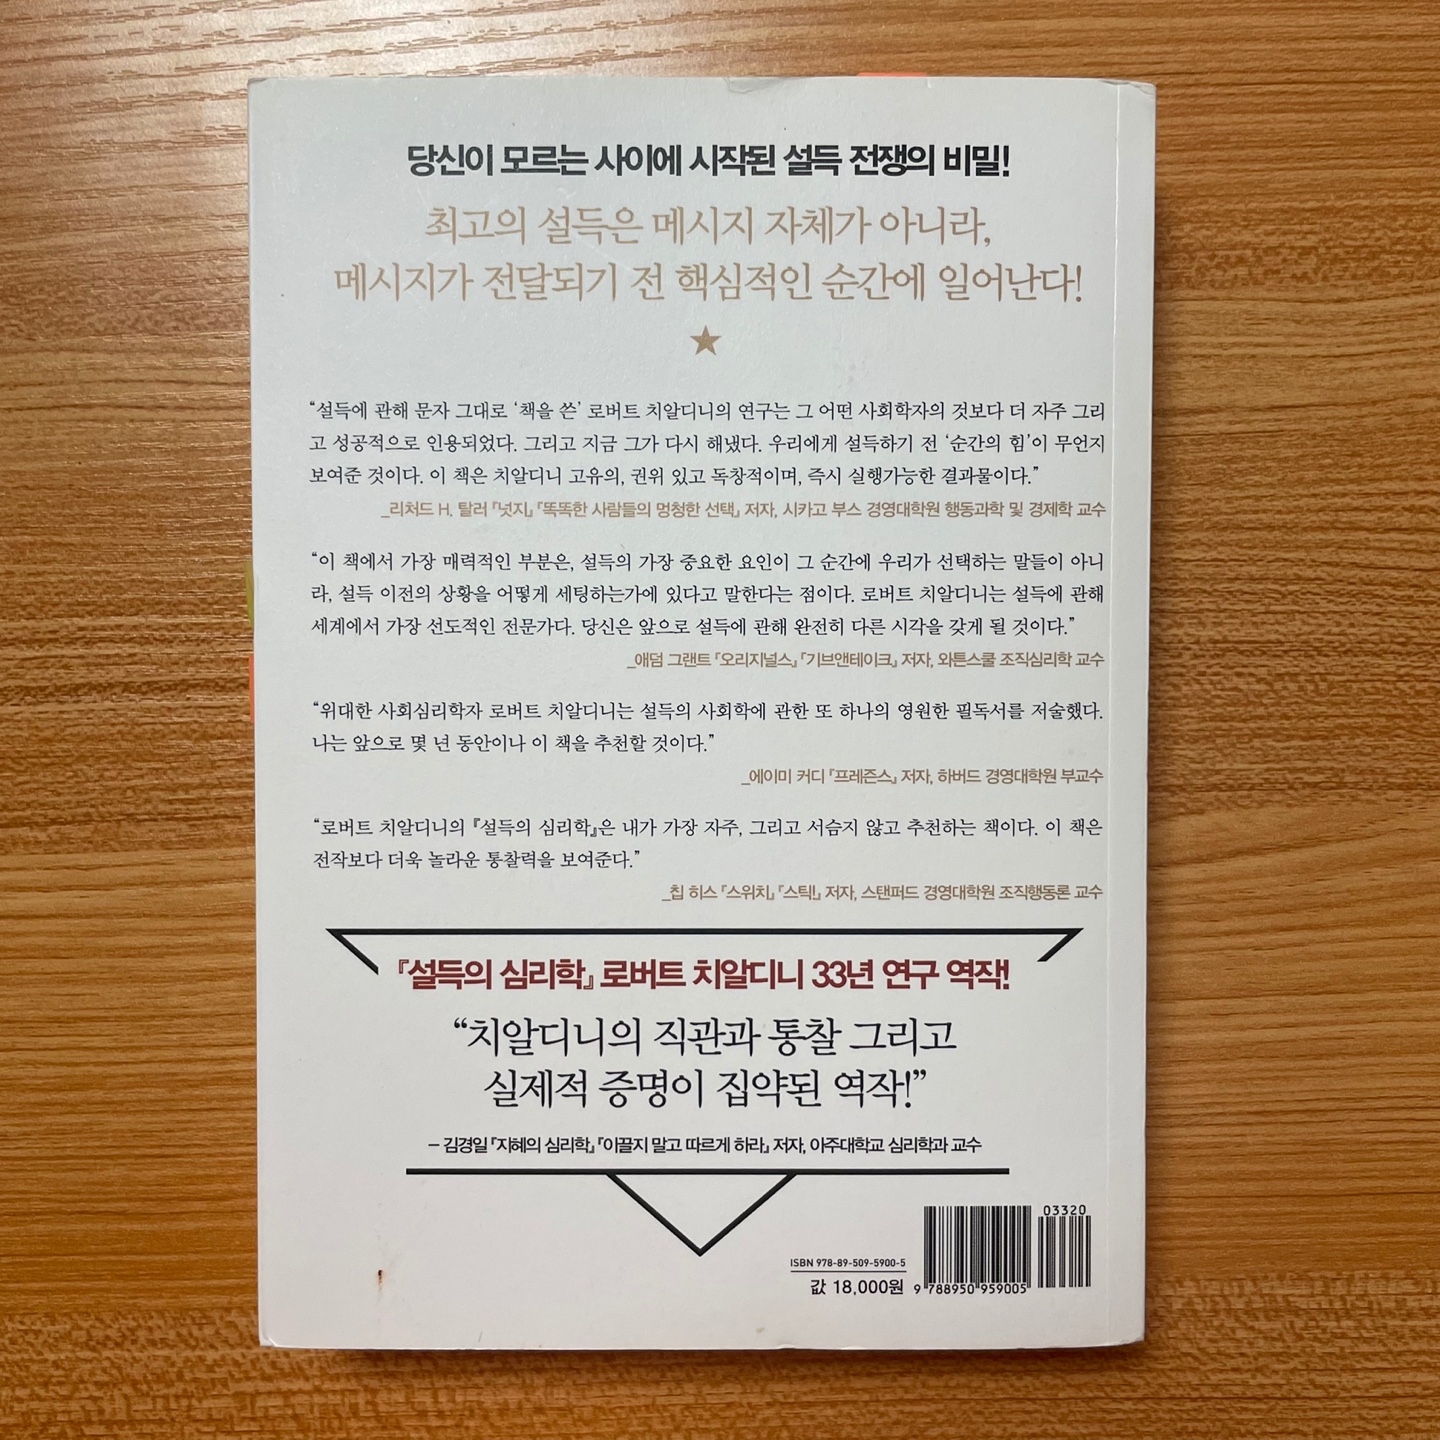 당신이 모르는 사이에 시작된 설득 전쟁의 비밀!
최고의 설득은 메시지 자체가 아니라,
메시지가 전달되기 전 핵심적인 순간에 일어난다!
“설득에 관해 문자 그대로 ‘책을 쓴’ 로버트 치알디니의 연구는 그 어떤 사회학자의 것보다 더 자주 그리
고 성공적으로 인용되었다. 그리고 지금 그가 다시 해냈다. 우리에게 설득하기 전 ‘순간의 힘’이 무언지
보여준 것이다. 이 책은 치알디니 고유의, 권위 있고 독창적이며, 즉시 실행가능한 결과물이다.”
_리처드 H. 탈러 『넛지』 『똑똑한 사람들의 멍청한 선택』 저자, 시카고 부스 경영대학원 행동과학 및 경제학 교수
“이 책에서 가장 매력적인 부분은, 설득의 가장 중요한 요인이 그 순간에 우리가 선택하는 말들이 아니
라, 설득 이전의 상황을 어떻게 세팅하는가에 있다고 말한다는 점이다. 로버트 치알디니는 설득에 관해
세계에서 가장 선도적인 전문가다. 당신은 앞으로 설득에 관해 완전히 다른 시각을 갖게 될 것이다.”
_애덤 그랜트 『오리지널스』 『기브앤테이크』 저자, 와튼스쿨 조직심리학 교수
“위대한 사회심리학자 로버트 치알디니는 설득의 사회학에 관한 또 하나의 영원한 필독서를 저술했다.
나는 앞으로 몇 년 동안이나 이 책을 추천할 것이다.”
_에이미 커디 『프레즌스』 저자, 하버드 경영대학원 부교수
“로버트 치알디니의 『설득의 심리학』은 내가 가장 자주, 그리고 서슴지 않고 추천하는 책이다. 이 책은
전작보다 더욱 놀라운 통찰력을 보여준다.”
_칩 히스 『스위치』 『스틱!』 저자, 스탠퍼드 경영대학원 조직행동론 교수
『설득의 심리학』 로버트 치알디니 33년 연구 역작!
“치알디니의 직관과 통찰 그리고
실제적 증명이 집약된 역작!”
– 김경일 『지혜의 심리학』 『이끌지 말고 따르게 하라』 저자, 아주대학교 심리학과 교수
03320
ISBN 978-89-509-5900-5
값 18,000원
9 788950 959005